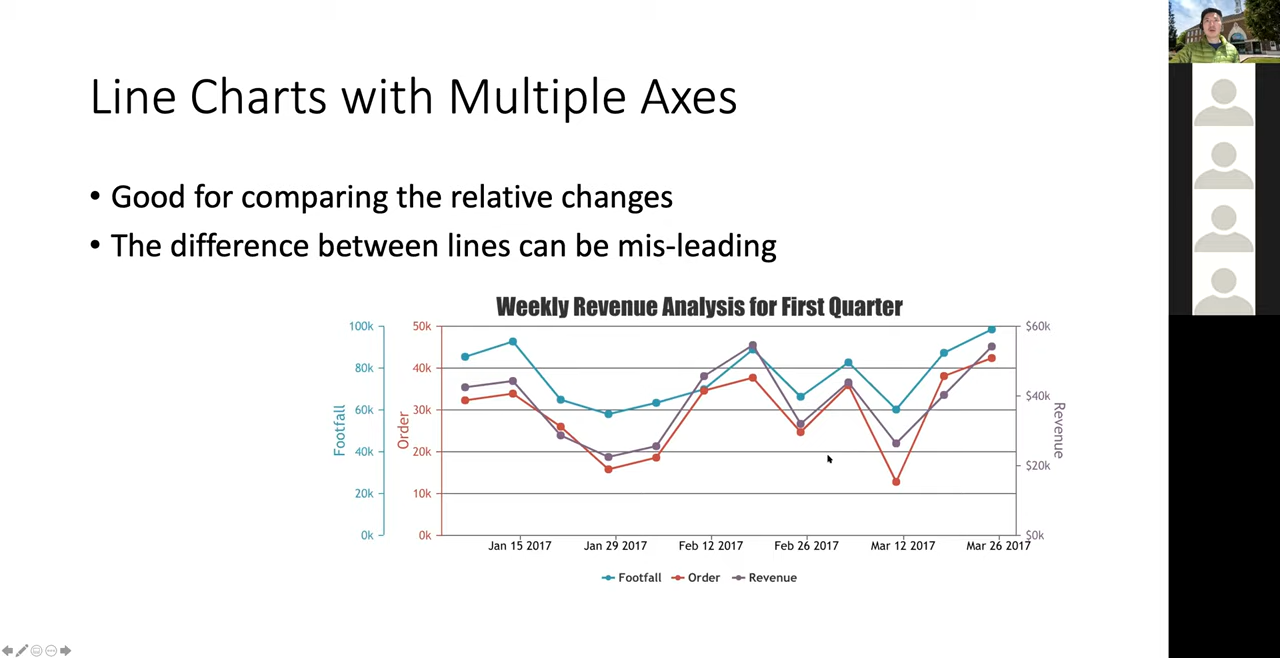 Line Charts with Multiple Axes
• Good for comparing the relative changes
• The difference between lines can be mis-leading
Weekly Revenue Analysis for First Quarter
100k
80k
60k
40k
20k
0k
Footfall
50k
40k
30k
20k
10k
0k
Order
$60k
$40k
$20k
$0k
Revenue
Jan 15 2017
Jan 29 2017
Feb 12 2017
Feb 26 2017
Mar 12 2017
Mar 26 2017
Footfall Order Revenue